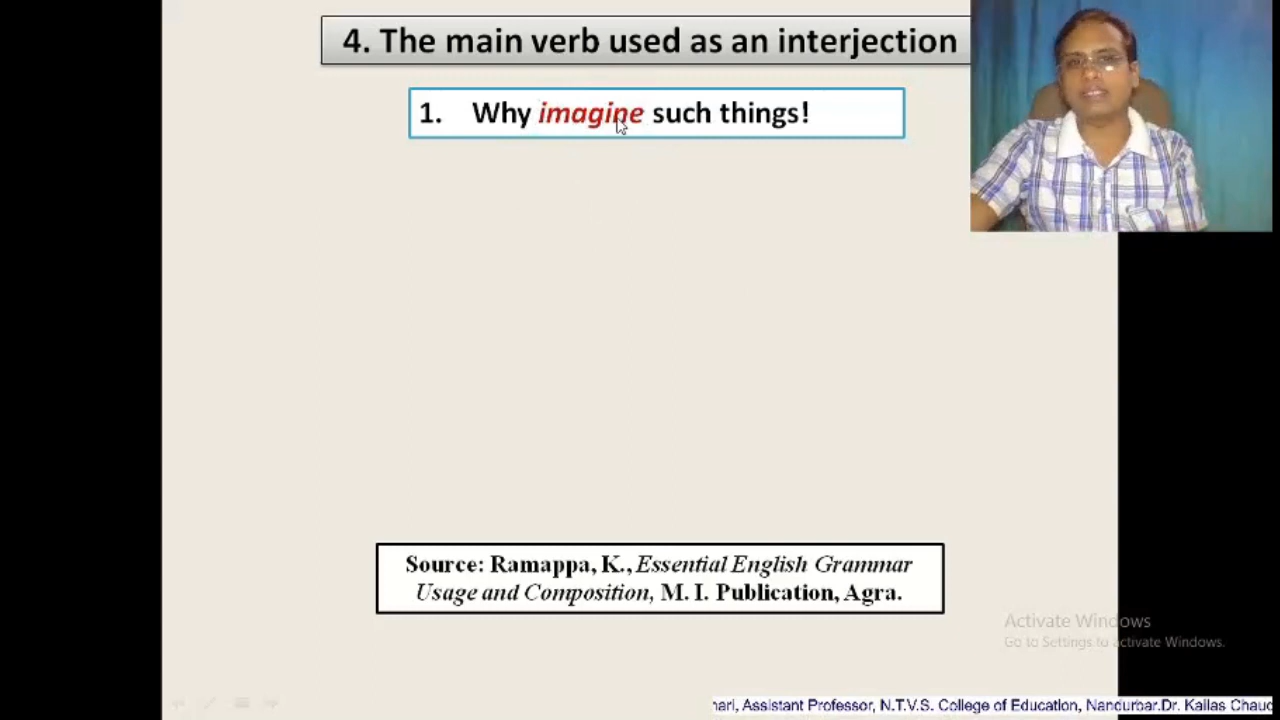 4. The main verb used as an interjection
1. Why imagine such things!
Source: Ramappa, K., Essential English Grammar
Usage and Composition, M. I. Publication, Agra.
Activate Windows
Go to Settings to activate Windows.
Assistant Professor, N.T.V.S. College of Education, Nandurbar.Dr. Kailas